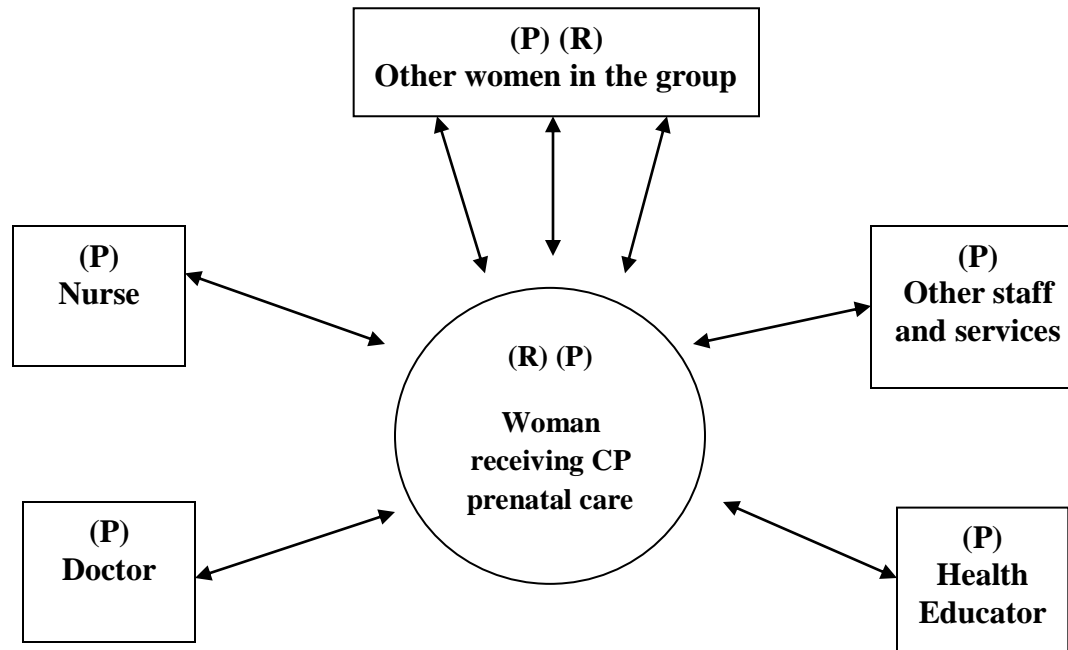 (P) (R)
Other women in the group
(P)
Nurse
(P)
Other staff
and services
(R) (P)
Woman
receiving CP
prenatal care
(P)
Doctor
(P)
Health
Educator